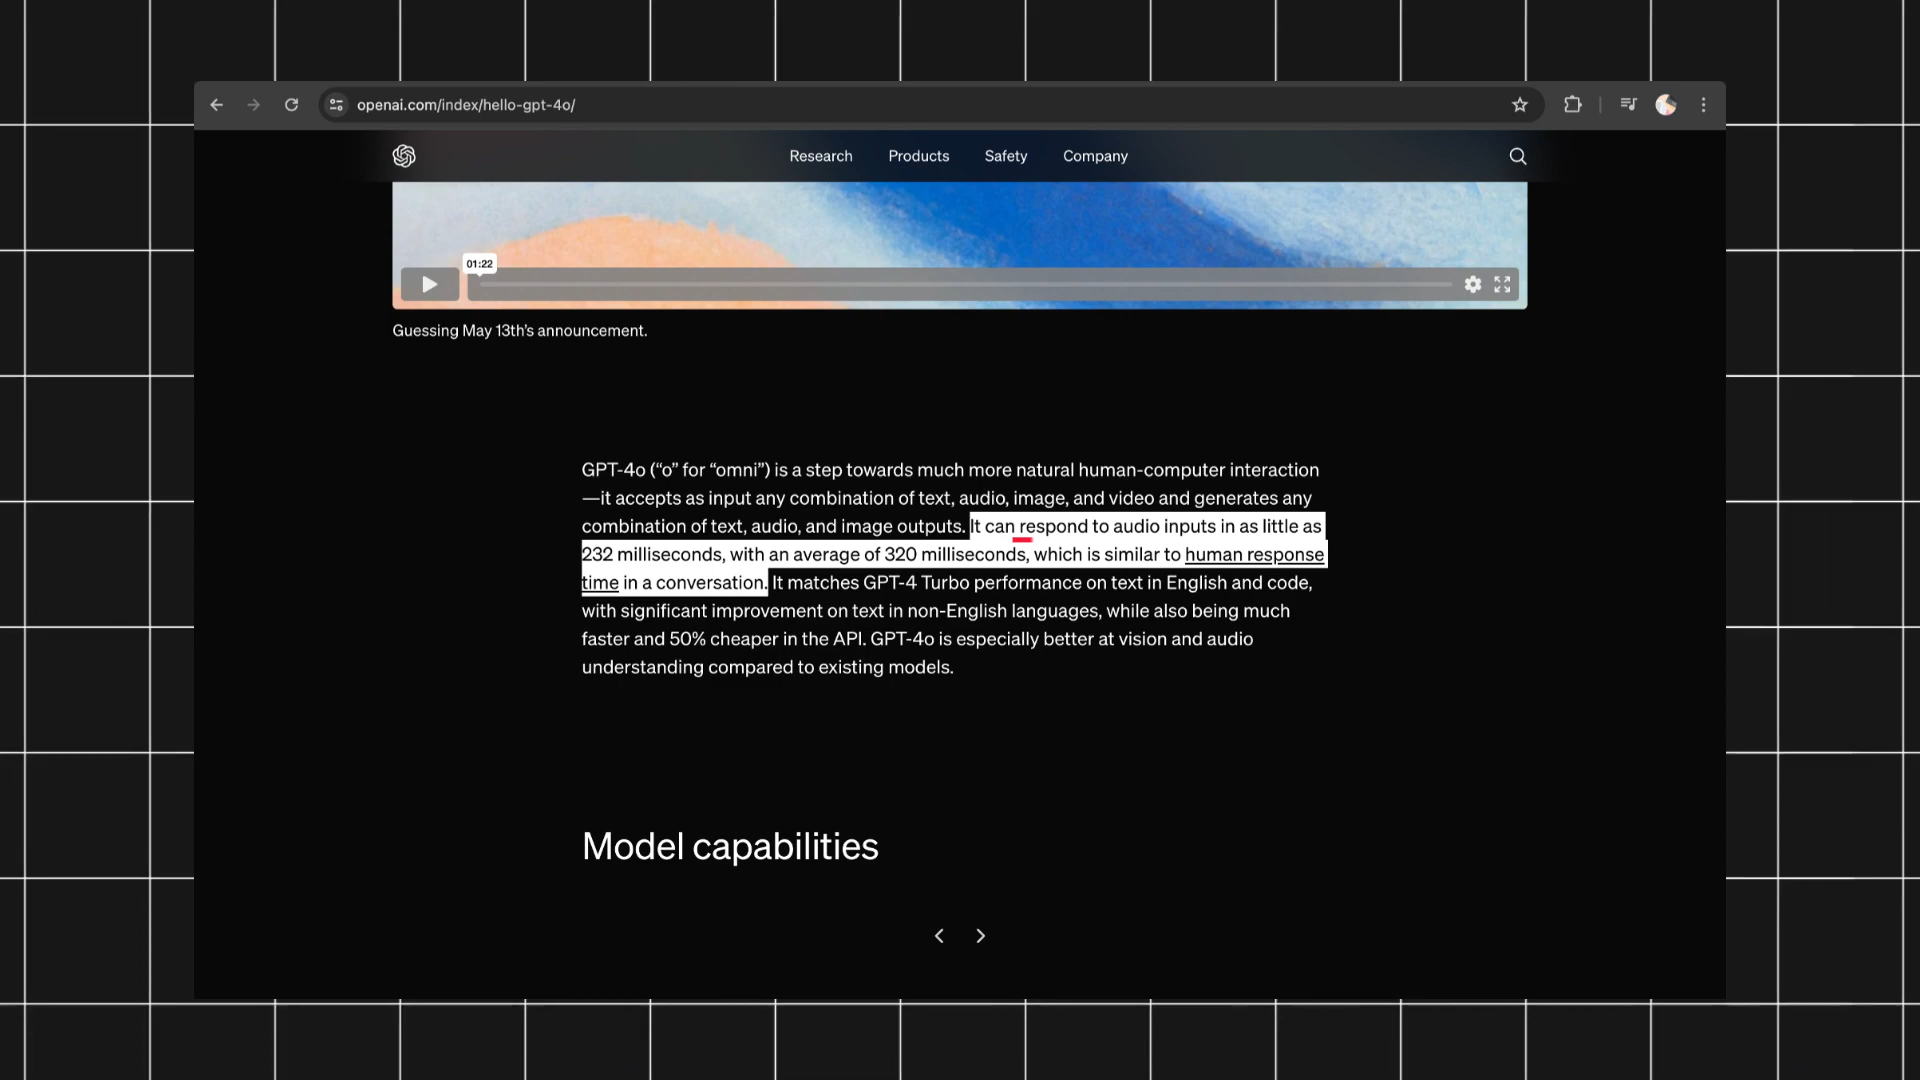 openai.com/index/hello-gpt-4o/
Research Products Safety Company
01:22
Guessing May 13th’s announcement.
GPT-4o (“o” for “omni”) is a step towards much more natural human-computer interaction
—it accepts as input any combination of text, audio, image, and video and generates any
combination of text, audio, and image outputs. It can respond to audio inputs in as little as
232 milliseconds, with an average of 320 milliseconds, which is similar to human response
time in a conversation. It matches GPT-4 Turbo performance on text in English and code,
with significant improvement on text in non-English languages, while also being much
faster and 50% cheaper in the API. GPT-4o is especially better at vision and audio
understanding compared to existing models.
Model capabilities